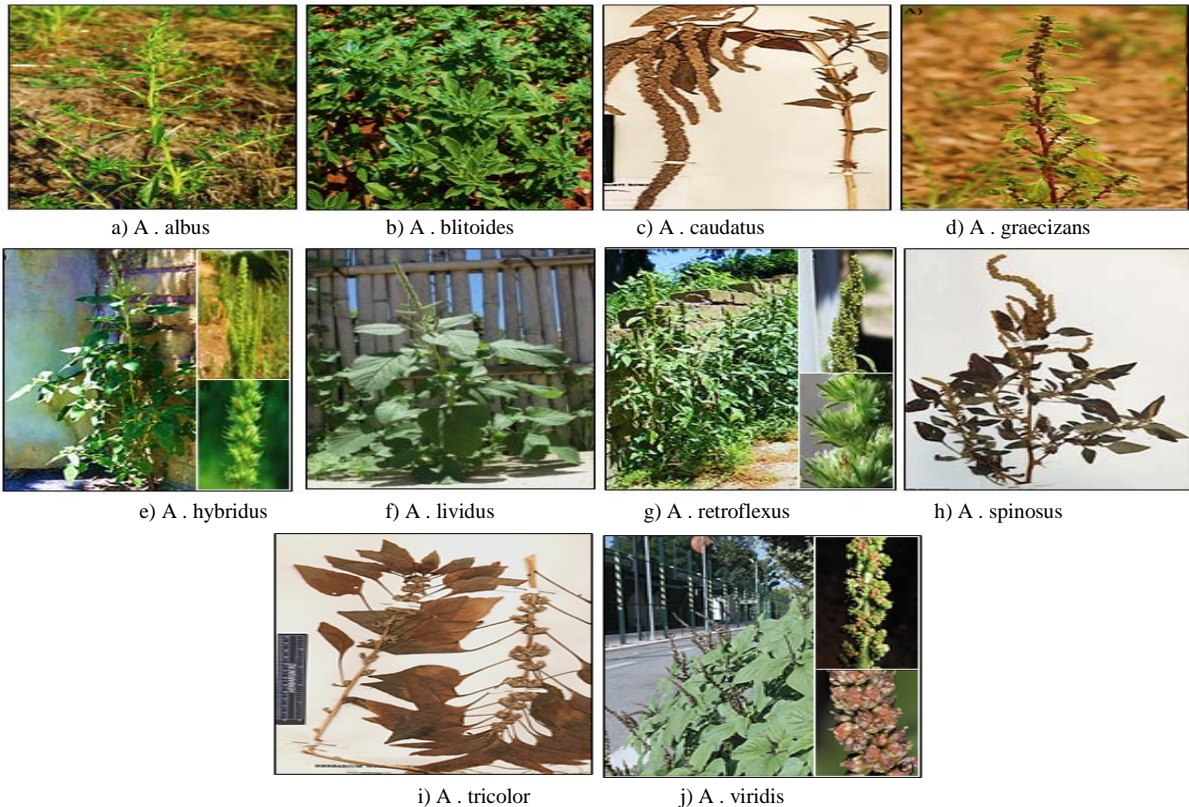 A)
a) A . albus
b) A . blitoides
c) A . caudatus
d) A . graecizans
e) A . hybridus
f) A . lividus
g) A . retroflexus
h) A . spinosus
i) A . tricolor
j) A . viridis